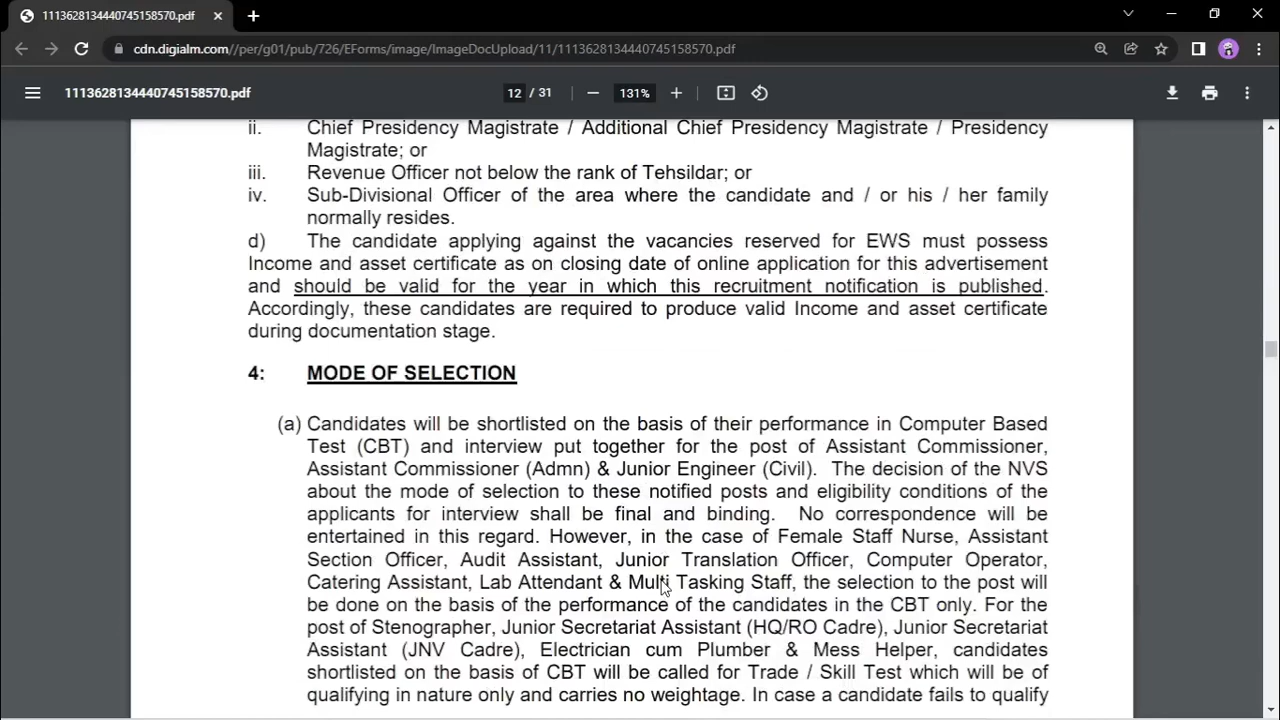 1113628134440745158570.pdf
cdn.digialm.com//per/g01/pub/726/EForms/image/ImageDocUpload/11/1113628134440745158570.pdf
1113628134440745158570.pdf
12 / 31
131%
ii. Chief Presidency Magistrate / Additional Chief Presidency Magistrate / Presidency
Magistrate; or
iii. Revenue Officer not below the rank of Tehsildar; or
iv. Sub-Divisional Officer of the area where the candidate and / or his / her family
normally resides.
d) The candidate applying against the vacancies reserved for EWS must possess
Income and asset certificate as on closing date of online application for this advertisement
and should be valid for the year in which this recruitment notification is published.
Accordingly, these candidates are required to produce valid Income and asset certificate
during documentation stage.
4: MODE OF SELECTION
(a) Candidates will be shortlisted on the basis of their performance in Computer Based
Test (CBT) and interview put together for the post of Assistant Commissioner,
Assistant Commissioner (Admn) & Junior Engineer (Civil). The decision of the NVS
about the mode of selection to these notified posts and eligibility conditions of the
applicants for interview shall be final and binding. No correspondence will be
entertained in this regard. However, in the case of Female Staff Nurse, Assistant
Section Officer, Audit Assistant, Junior Translation Officer, Computer Operator,
Catering Assistant, Lab Attendant & Multi Tasking Staff, the selection to the post will
be done on the basis of the performance of the candidates in the CBT only. For the
post of Stenographer, Junior Secretariat Assistant (HQ/RO Cadre), Junior Secretariat
Assistant (JNV Cadre), Electrician cum Plumber & Mess Helper, candidates
shortlisted on the basis of CBT will be called for Trade / Skill Test which will be of
qualifying in nature only and carries no weightage. In case a candidate fails to qualify